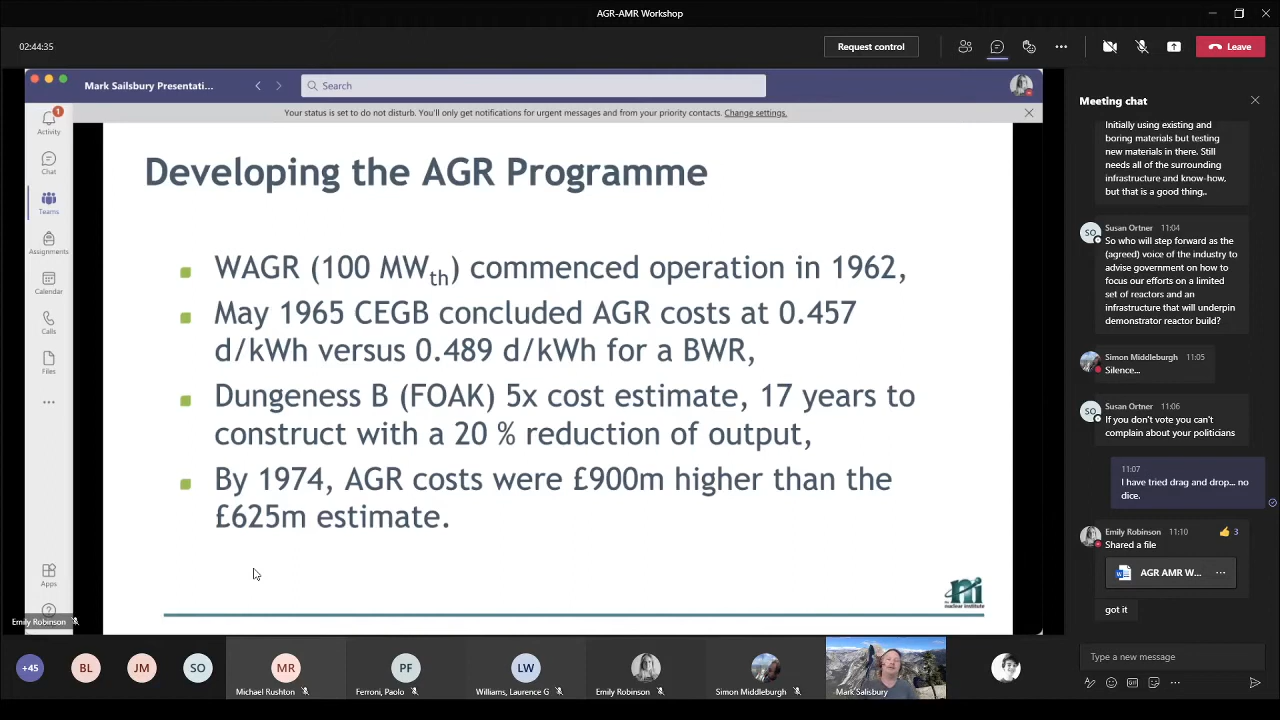 AGR-AMR Workshop
02:44:35
Request control
Leave
Mark Sailsbury Presentati...
Search
Your status is set to do not disturb. You'll only get notifications for urgent messages and from your priority contacts. Change settings.
1
Activity
Chat
Teams
Assignments
Calendar
Calls
Files
Apps
Developing the AGR Programme
WAGR (100 MWth) commenced operation in 1962,
May 1965 CEGB concluded AGR costs at 0.457
d/kWh versus 0.489 d/kWh for a BWR,
Dungeness B (FOAK) 5x cost estimate, 17 years to
construct with a 20 % reduction of output,
By 1974, AGR costs were £900m higher than the
£625m estimate.
nuclear institute
Emily Robinson
Meeting chat
Initially using existing and
boring materials but testing
new materials in there. Still
needs all of the surrounding
infrastructure and know-how,
but that is a good thing..
SO
Susan Ortner 11:04
So who will step forward as the
(agreed) voice of the industry to
advise government on how to
focus our efforts on a limited
set of reactors and an
infrastructure that will underpin
demonstrator reactor build?
Simon Middleburgh 11:05
Silence...
SO
Susan Ortner 11:06
If you don't vote you can't
complain about your politicians
11:07
I have tried drag and drop... no
dice.
Emily Robinson 11:10
3
Shared a file
AGR AMR W...
got it
Type a new message
+45
BL
JM
SO
MR
Michael Rushton
PF
Ferroni, Paolo
LW
Williams, Laurence G
Emily Robinson
Simon Middleburgh
Mark Salisbury